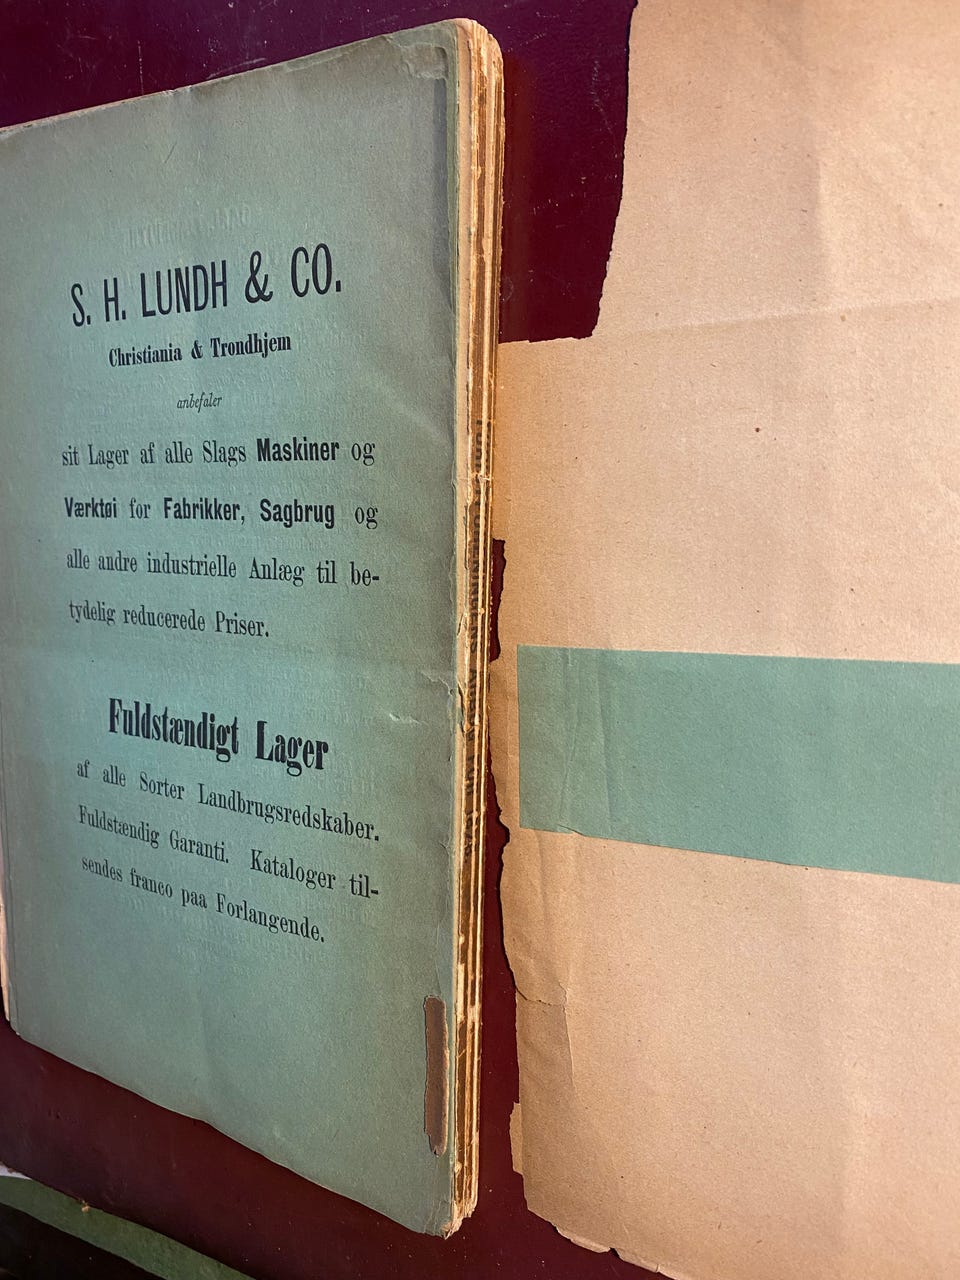 S. H. LUNDH & CO.
Christiania & Trondhjem
anbefaler
sit Lager af alle Slags Maskiner og
Værktøi for Fabrikker, Sagbrug og
alle andre industrielle Anlæg til be-
tydelig reducerede Priser.
Fuldstændigt Lager
af alle Sorter Landbrugsredskaber.
Fuldstændig Garanti. Kataloger til-
sendes franco paa Forlangende.